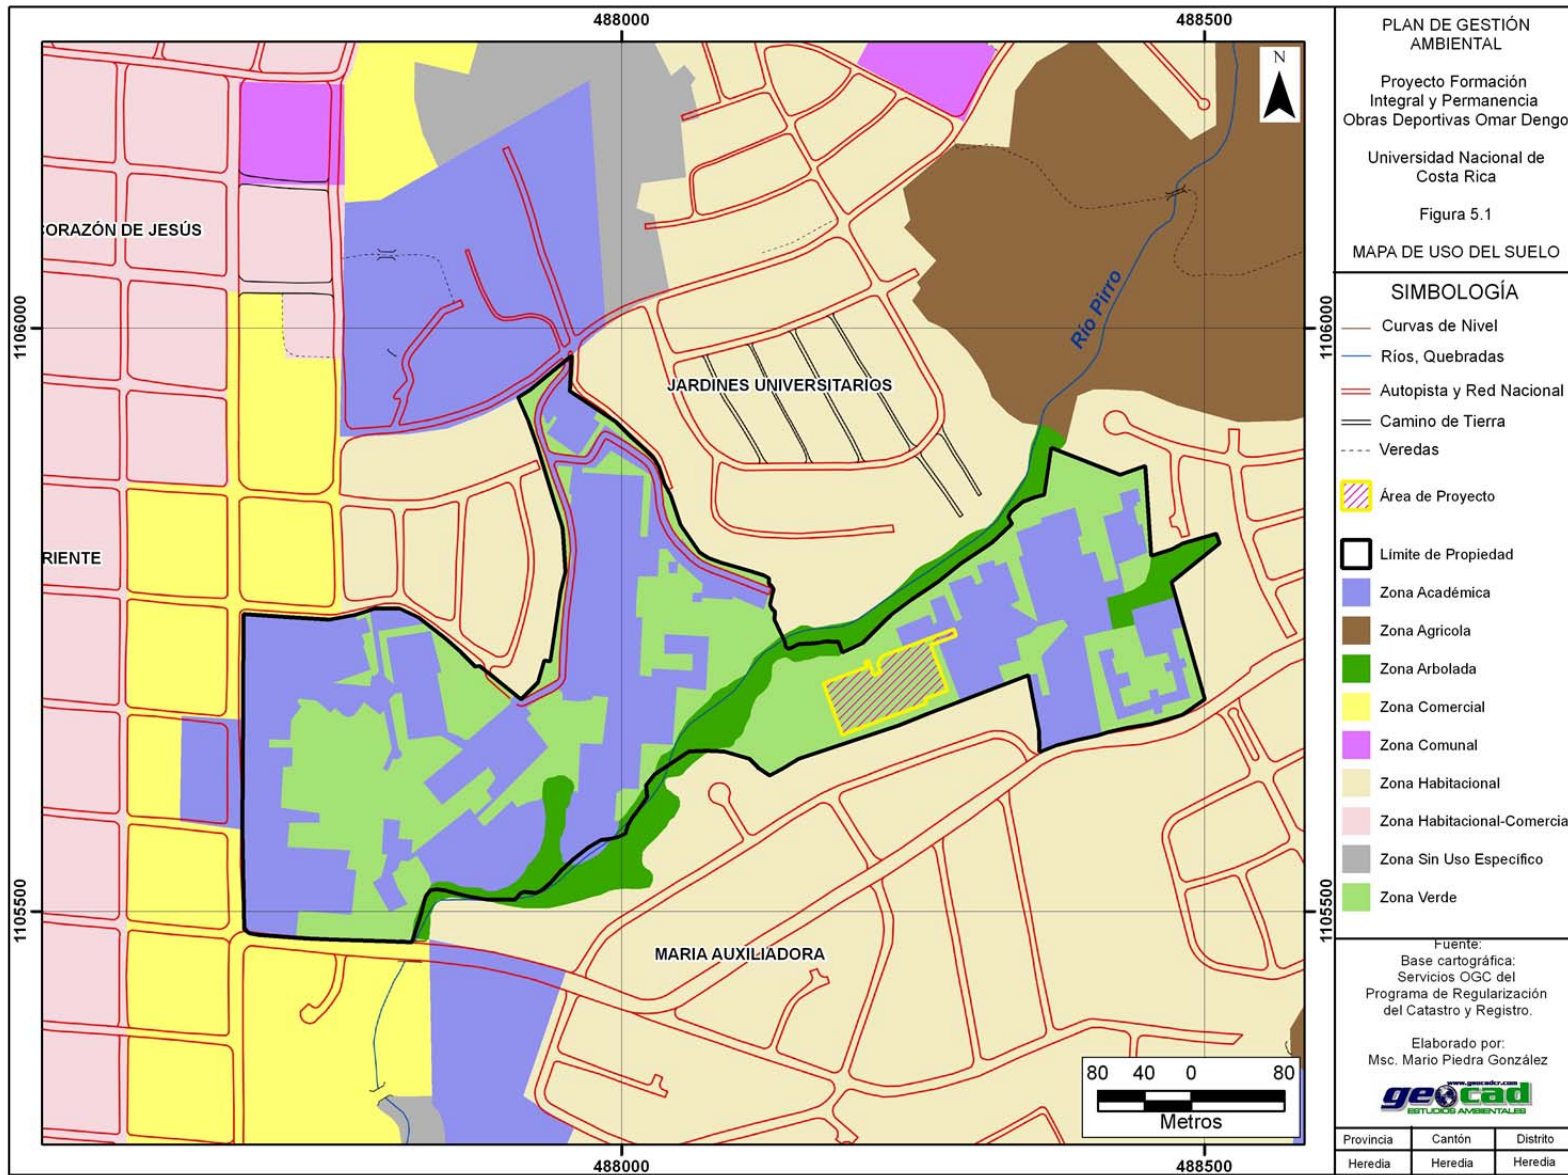 488000
488500
1106000
1105500
1106000
1105500
488000
488500
N
CORAZÓN DE JESÚS
RIENTE
JARDINES UNIVERSITARIOS
Río Pirro
MARIA AUXILIADORA
80 40 0 80
Metros
PLAN DE GESTIÓN
AMBIENTAL
Proyecto Formación
Integral y Permanencia
Obras Deportivas Omar Dengo
Universidad Nacional de
Costa Rica
Figura 5.1
MAPA DE USO DEL SUELO
SIMBOLOGÍA
Curvas de Nivel
Ríos, Quebradas
Autopista y Red Nacional
Camino de Tierra
Veredas
Área de Proyecto
Límite de Propiedad
Zona Académica
Zona Agricola
Zona Arbolada
Zona Comercial
Zona Comunal
Zona Habitacional
Zona Habitacional-Comercia
Zona Sin Uso Específico
Zona Verde
Fuente:
Base cartográfica:
Servicios OGC del
Programa de Regularización
del Catastro y Registro.
Elaborado por:
Msc. Mario Piedra González
www.geocadcr.com
geocad
ESTUDIOS AMBIENTALES
Provincia Cantón Distrito
Heredia Heredia Heredia